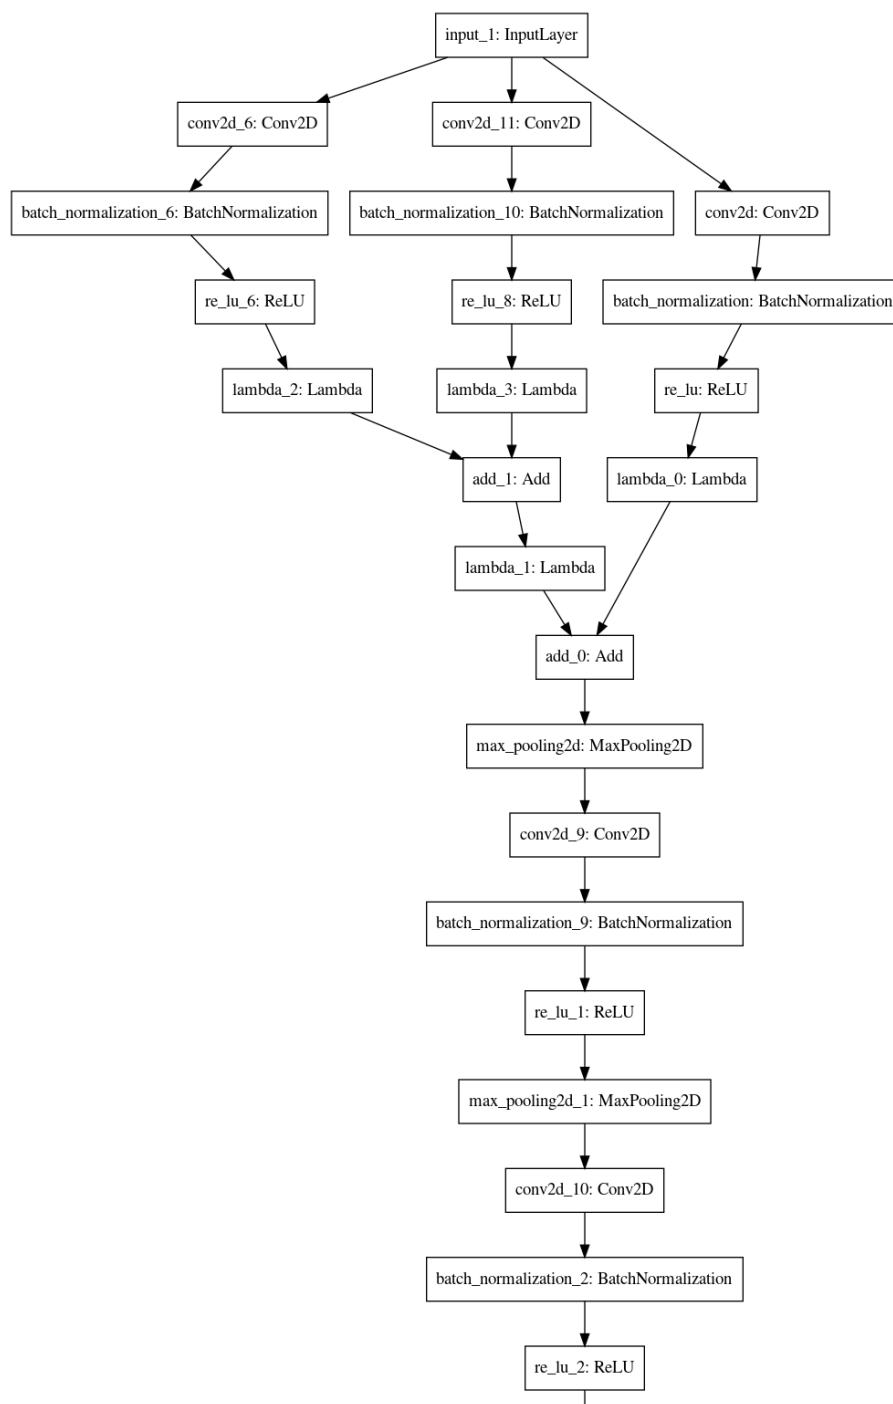 input_1: InputLayer
conv2d_6: Conv2D
conv2d_11: Conv2D
batch_normalization_6: BatchNormalization
batch_normalization_10: BatchNormalization
conv2d: Conv2D
re_lu_6: ReLU
re_lu_8: ReLU
batch_normalization: BatchNormalization
lambda_2: Lambda
lambda_3: Lambda
re_lu: ReLU
add_1: Add
lambda_0: Lambda
lambda_1: Lambda
add_0: Add
max_pooling2d: MaxPooling2D
conv2d_9: Conv2D
batch_normalization_9: BatchNormalization
re_lu_1: ReLU
max_pooling2d_1: MaxPooling2D
conv2d_10: Conv2D
batch_normalization_2: BatchNormalization
re_lu_2: ReLU